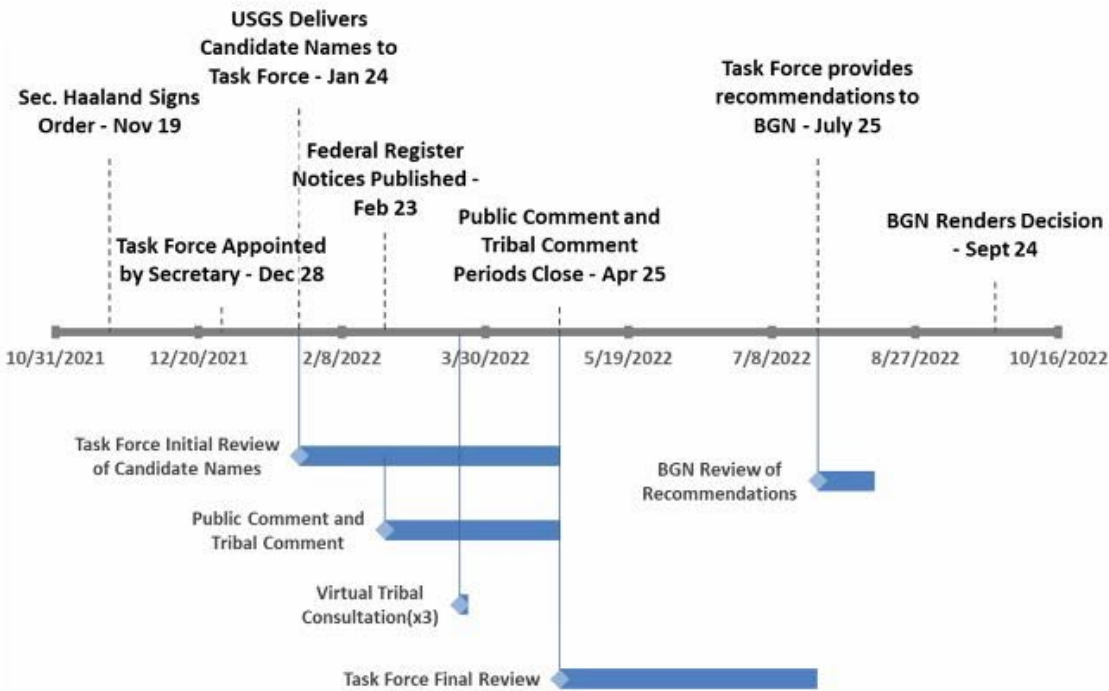 USGS Delivers
Candidate Names to
Task Force - Jan 24
Sec. Haaland Signs
Order - Nov 19
Task Force provides
recommendations to
BGN - July 25
Federal Register
Notices Published -
Feb 23
Public Comment and
Tribal Comment
Periods Close - Apr 25
BGN Renders Decision
- Sept 24
Task Force Appointed
by Secretary - Dec 28
10/31/2021
12/20/2021
2/8/2022
3/30/2022
5/19/2022
7/8/2022
8/27/2022
10/16/2022
Task Force Initial Review
of Candidate Names
BGN Review of
Recommendations
Public Comment and
Tribal Comment
Virtual Tribal
Consultation(x3)
Task Force Final Review